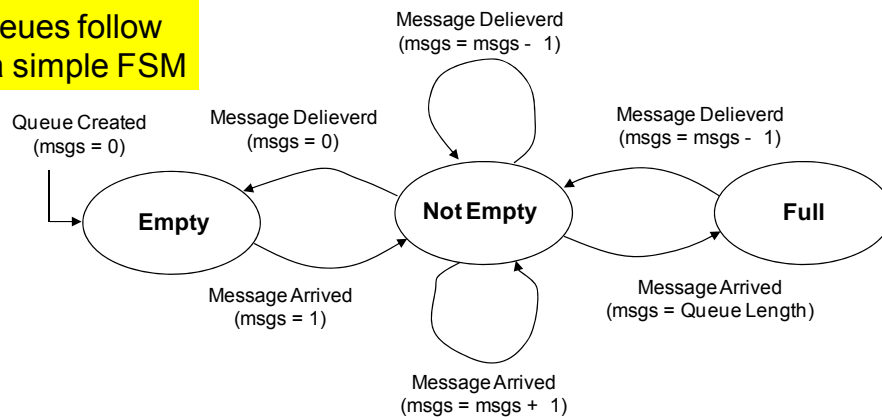 eues follow
a simple FSM
Message Delieverd
(msgs = msgs - 1)
Queue Created
(msgs = 0)
Message Delieverd
(msgs = 0)
Message Delieverd
(msgs = msgs - 1)
Empty
Not Empty
Full
Message Arrived
(msgs = 1)
Message Arrived
(msgs = Queue Length)
Message Arrived
(msgs = msgs + 1)